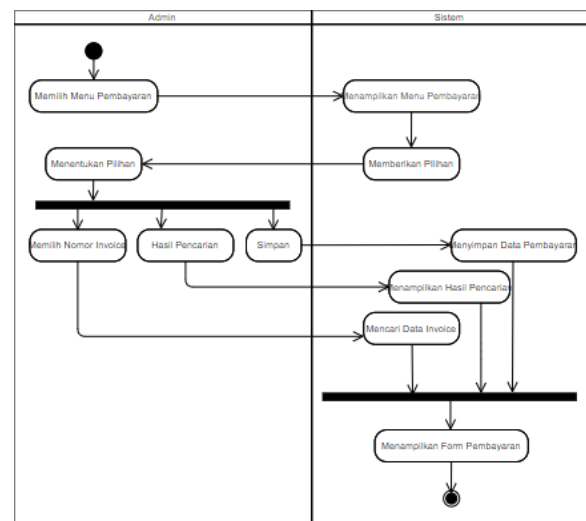 Admin
Sistem
Memilih Menu Pembayaran
Menampilkan Menu Pembayaran
Menentukan Pilihan
Memberikan Pilihan
Memilih Nomor Invoice
Hasil Pencarian
Simpan
Menyimpan Data Pembayaran
Menampilkan Hasil Pencarian
Mencari Data Invoice
Menampilkan Form Pembayaran